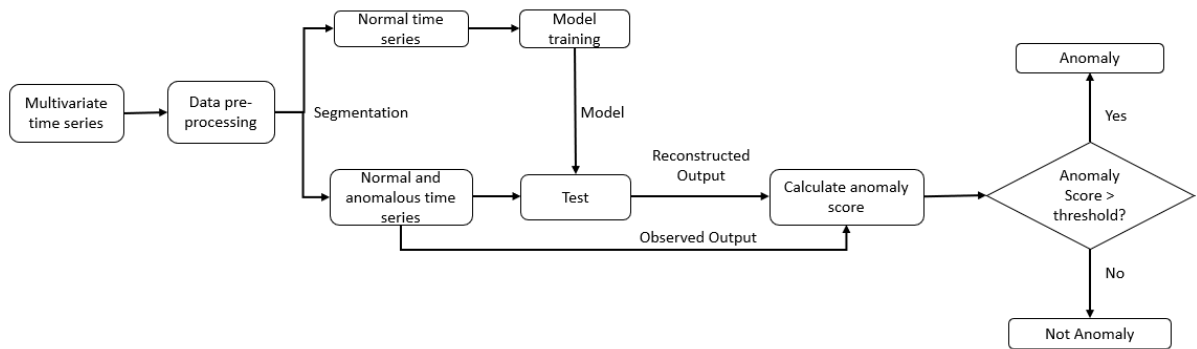 Multivariate
time series
Data pre-
processing
Segmentation
Normal time
series
Model
training
Model
Normal and
anomalous time
series
Test
Reconstructed
Output
Observed Output
Calculate anomaly
score
Anomaly
Score >
threshold?
Yes
Anomaly
No
Not Anomaly